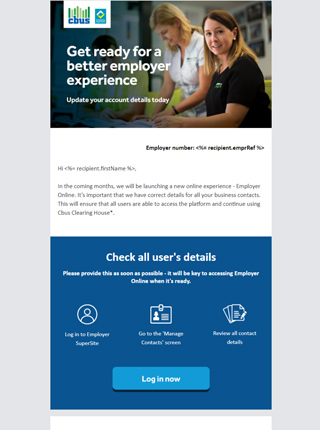 cbus
Get ready for a
better employer
experience
Update your account details today
Employer number: <%= recipient.emprRef %>
Hi <%= recipient.firstName %>,
In the coming months, we will be launching a new online experience - Employer
Online. It's important that we have correct details for all your business contacts.
This will ensure that all users are able to access the platform and continue using
Cbus Clearing House*.
Check all user's details
Please provide this as soon as possible - it will be key to accessing Employer
Online when it's ready.
Log in to Employer
SuperSite
Go to the 'Manage
Contacts' screen
Review all contact
details
Log in now